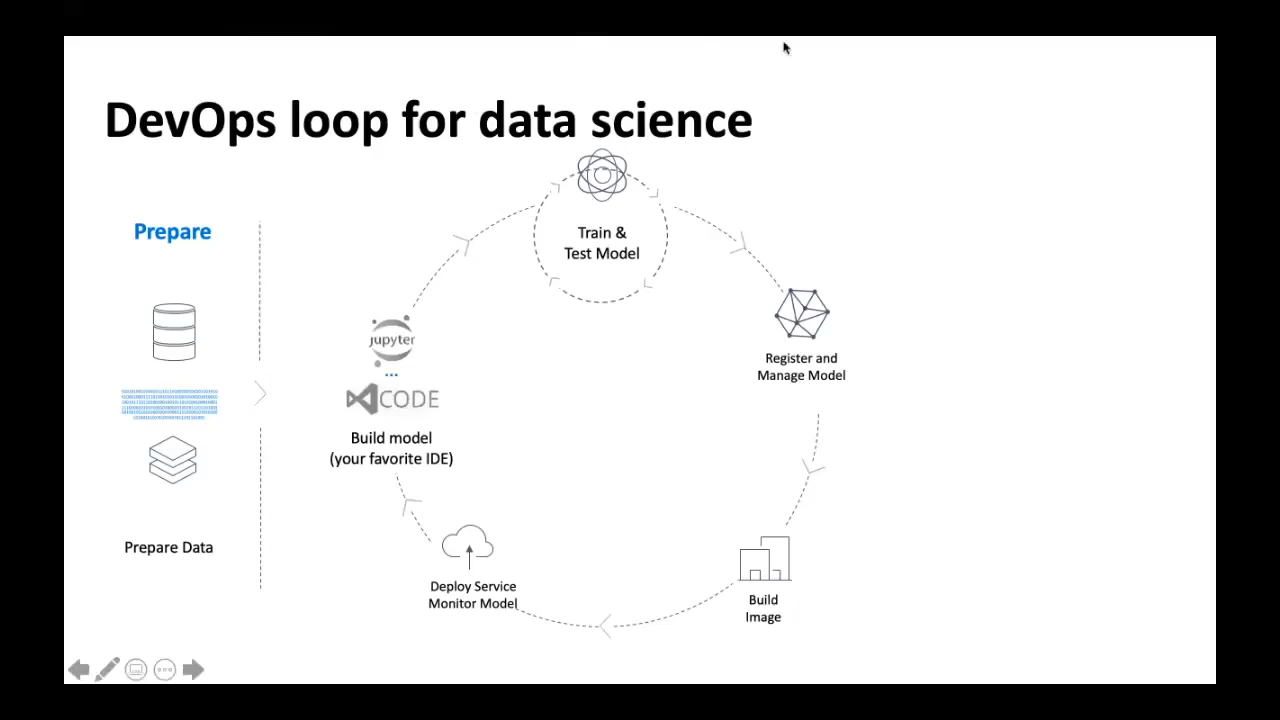 DevOps loop for data science
Prepare
Prepare Data
Train &
Test Model
jupyter
...
CODE
Build model
(your favorite IDE)
Register and
Manage Model
Build
Image
Deploy Service
Monitor Model